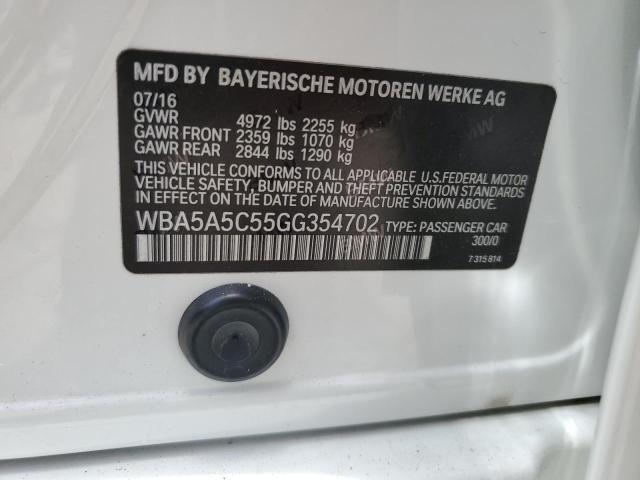 MFD BY BAYERISCHE MOTOREN WERKE AG
07/16
GVWR 4972 lbs 2255 kg
GAWR FRONT 2359 lbs 1070 kg
GAWR REAR 2844 lbs 1290 kg
THIS VEHICLE CONFORMS TO ALL APPLICABLE U.S.FEDERAL MOTOR
VEHICLE SAFETY, BUMPER AND THEFT PREVENTION STANDARDS
IN EFFECT ON THE DATE OF MANUFACTURE SHOWN ABOVE.
WBA5A5C55GG354702 TYPE: PASSENGER CAR
300/0
7 315 814